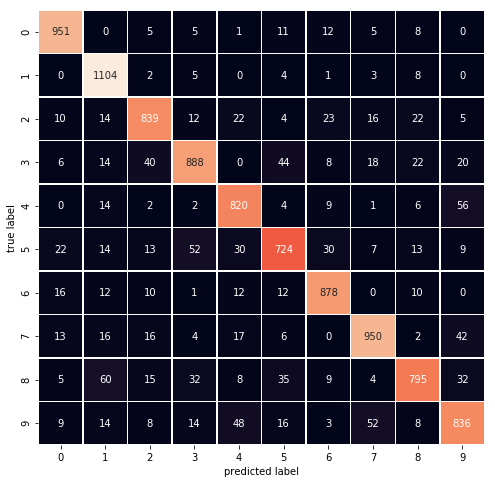 0 951 0 5 5 1 11 12 5 8 0
1 0 1104 2 5 0 4 1 3 8 0
2 10 14 839 12 22 4 23 16 22 5
3 6 14 40 888 0 44 8 18 22 20
4 0 14 2 2 820 4 9 1 6 56
5 22 14 13 52 30 724 30 7 13 9
6 16 12 10 1 12 12 878 0 10 0
7 13 16 16 4 17 6 0 950 2 42
8 5 60 15 32 8 35 9 4 795 32
9 9 14 8 14 48 16 3 52 8 836
0 1 2 3 4 5 6 7 8 9
predicted label
true label